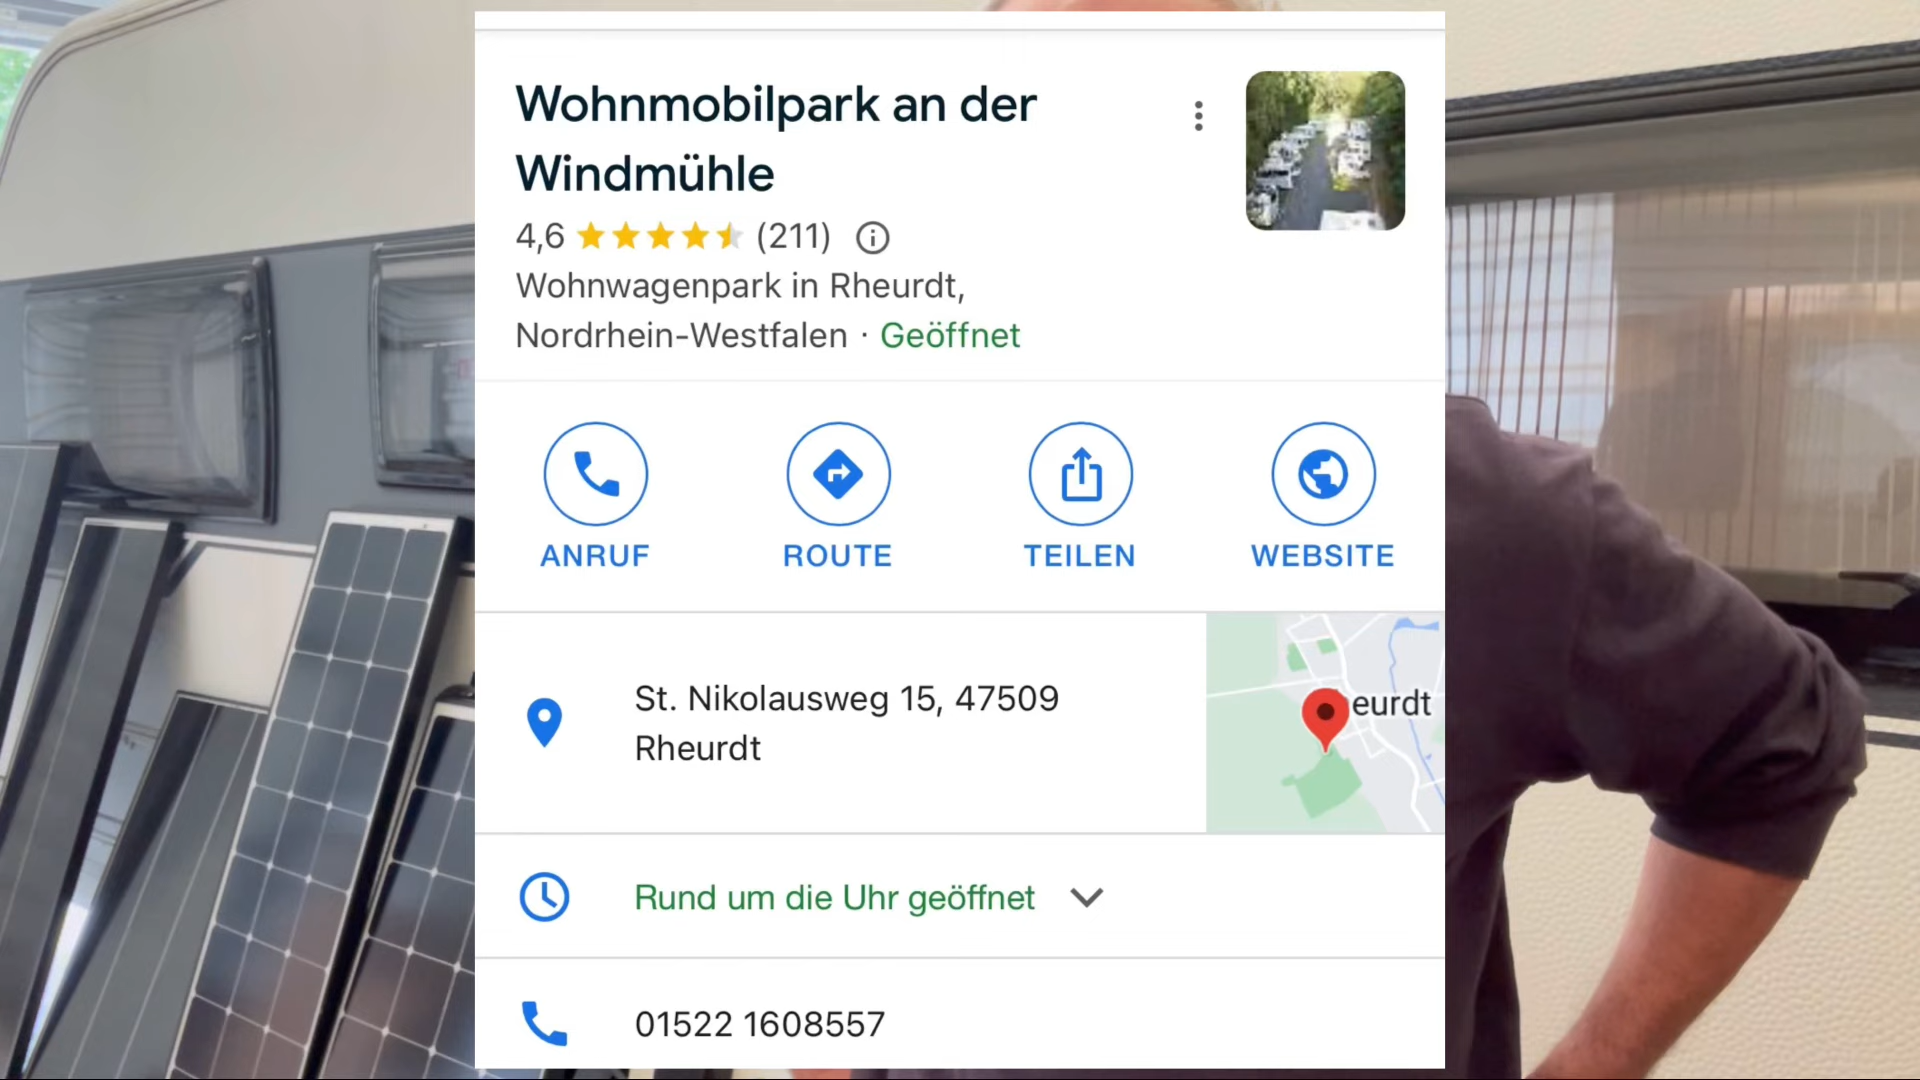 Wohnmobilpark an der
Windmühle
4,6 (211)
Wohnwagenpark in Rheurdt,
Nordrhein-Westfalen · Geöffnet
ANRUF ROUTE TEILEN WEBSITE
St. Nikolausweg 15, 47509
Rheurdt
eurdt
Rund um die Uhr geöffnet
01522 1608557